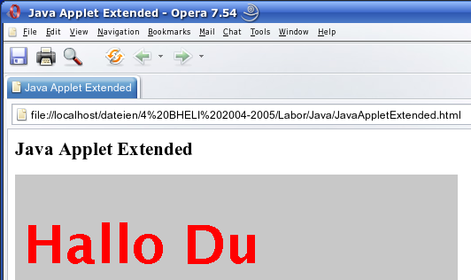 Java Applet Extended - Opera 7.54
File Edit View Navigation Bookmarks Mail Chat Tools Window Help
Java Applet Extended
file://localhost/dateien/4%20BHELI%202004-2005/Labor/Java/JavaAppletExtended.html
Java Applet Extended
Hallo Du